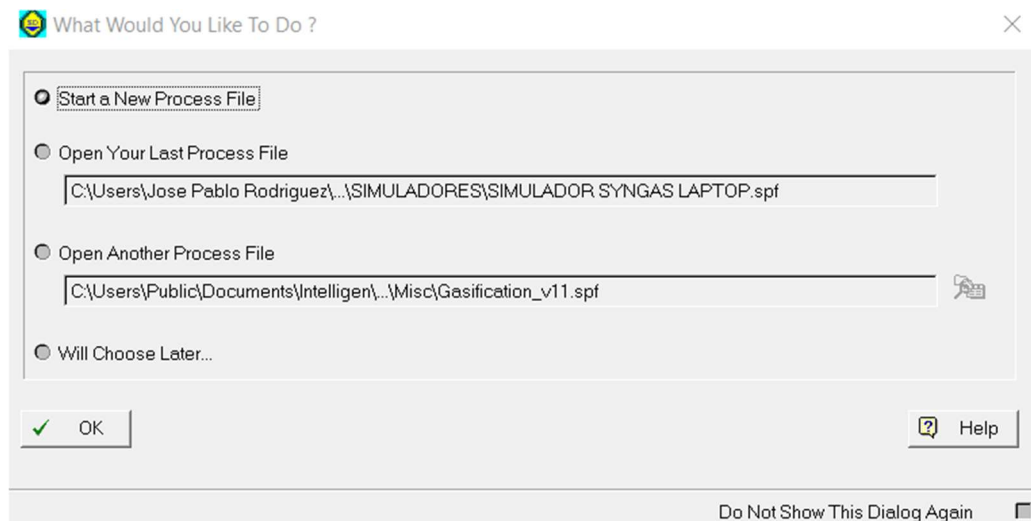 What Would You Like To Do ?
Start a New Process File
Open Your Last Process File
C:\Users\Jose Pablo Rodriguez\...\SIMULADORES\SIMULADOR SYNGAS LAPTOP.spf
Open Another Process File
C:\Users\Public\Documents\Intelligen\...\Misc\Gasification_v11.spf
Will Choose Later...
OK
Help
Do Not Show This Dialog Again